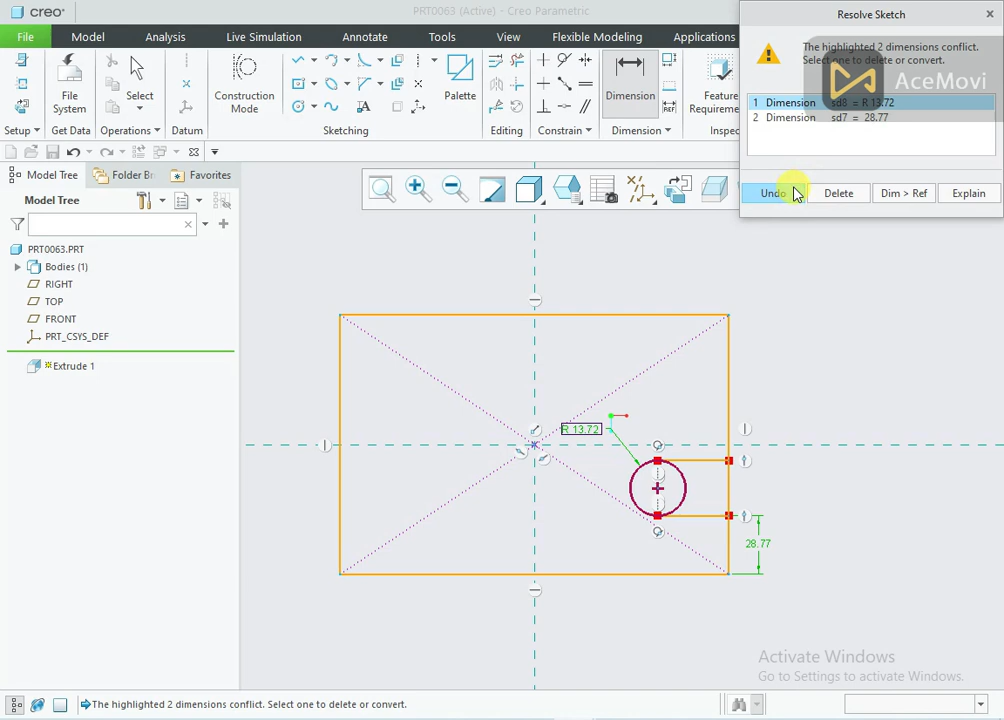 creo
PRT0063 (Active) - Creo Parametric
File
Model
Analysis
Live Simulation
Annotate
Tools
View
Flexible Modeling
Applications
Resolve Sketch
The highlighted 2 dimensions conflict.
Select one to delete or convert.
AceMovi
1 Dimension sd8 = R 13.72
2 Dimension sd7 = 28.77
Undo
Delete
Dim > Ref
Explain
File
System
Select
Construction
Mode
Palette
Dimension
Feature
Requireme
Setup
Get Data
Operations
Datum
Sketching
Editing
Constrain
Dimension
Inspec
Model Tree
Folder Br
Favorites
Model Tree
PRT0063.PRT
Bodies (1)
RIGHT
TOP
FRONT
PRT_CSYS_DEF
Extrude 1
R 13.72
28.77
Activate Windows
Go to Settings to activate Windows.
The highlighted 2 dimensions conflict. Select one to delete or convert.